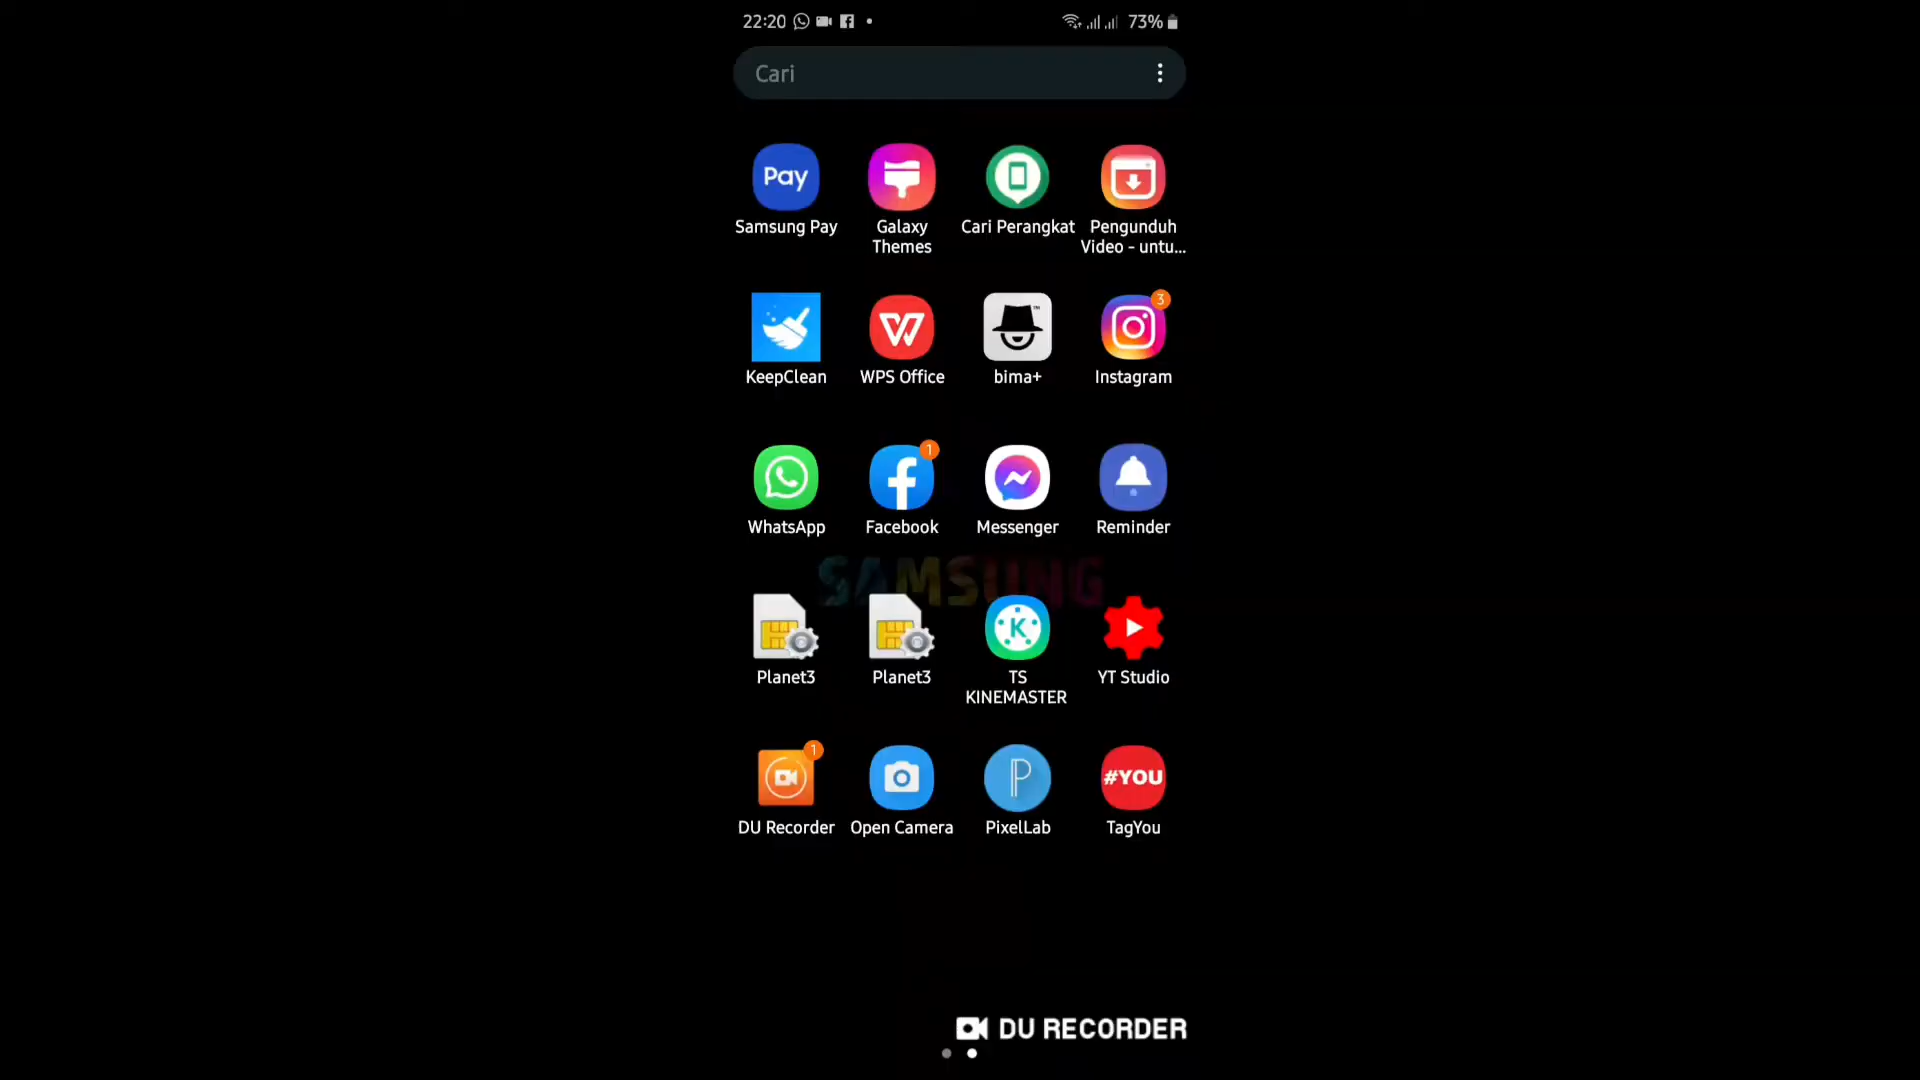 22:20 73%
Cari
Pay
Samsung Pay Galaxy Cari Perangkat Pengunduh
Themes Video - untu...
3
KeepClean WPS Office bima+ Instagram
1
WhatsApp Facebook Messenger Reminder
SAMSUNG
K
Planet3 Planet3 TS YT Studio
KINEMASTER
1
P #YOU
DU Recorder Open Camera PixelLab TagYou
DU RECORDER